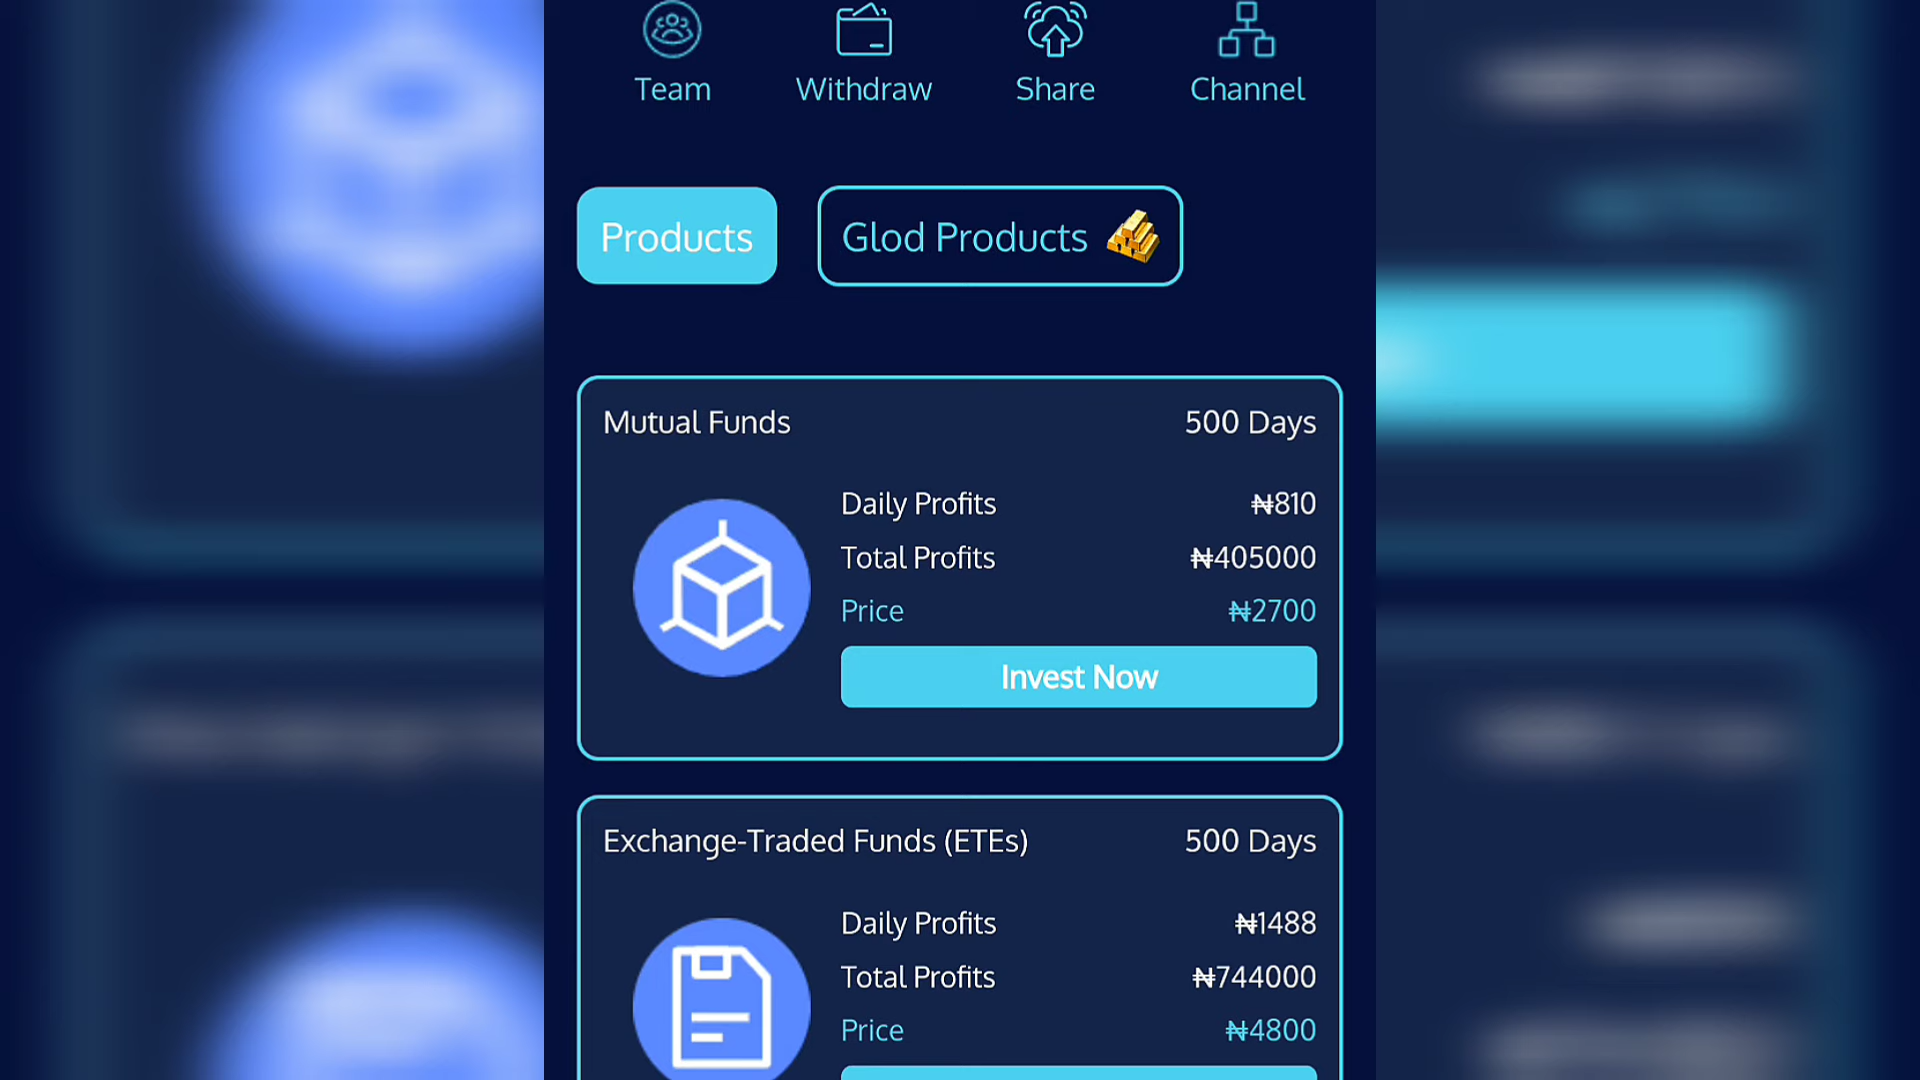 Team
Withdraw
Share
Channel
Products
Glod Products
Mutual Funds
500 Days
Daily Profits
₦810
Total Profits
₦405000
Price
₦2700
Invest Now
Exchange-Traded Funds (ETEs)
500 Days
Daily Profits
₦1488
Total Profits
₦744000
Price
₦4800